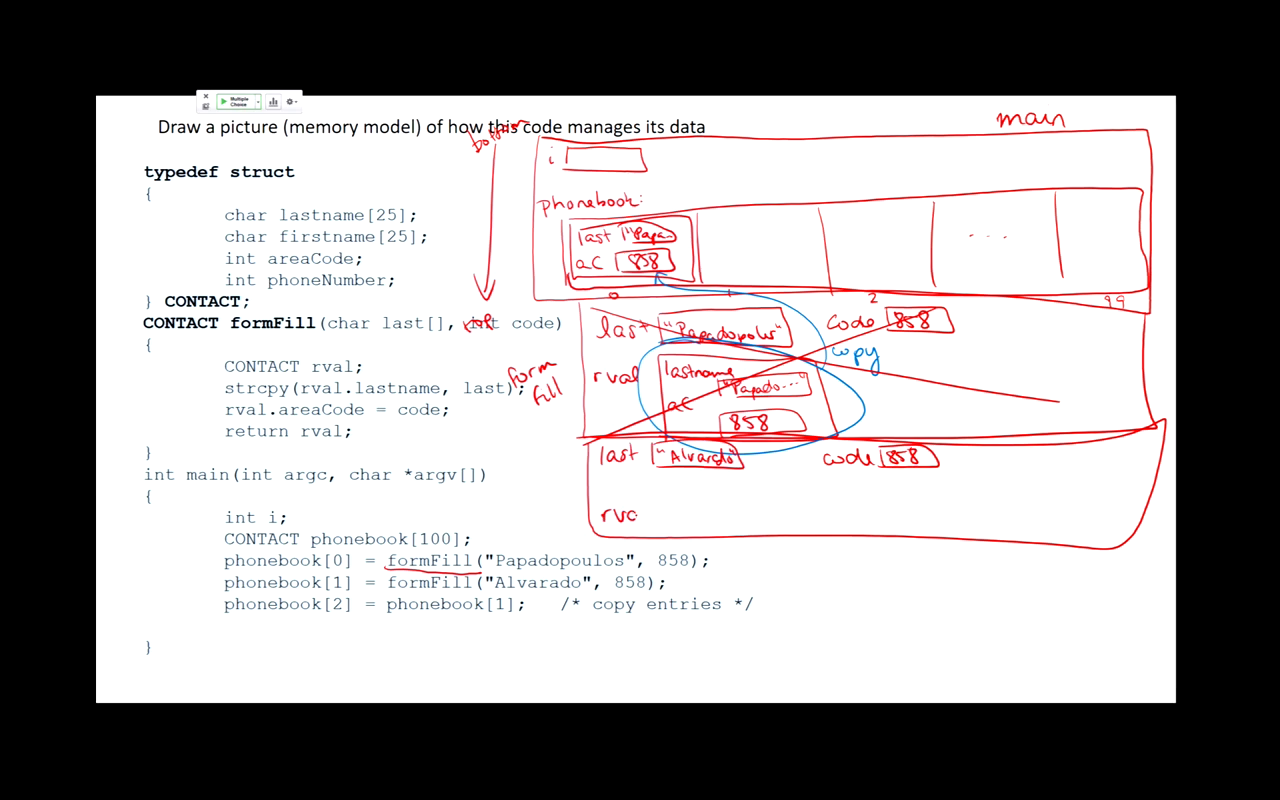 Multiple
Choice
Draw a picture (memory model) of how this code manages its data
main
bottom
i
typedef struct
{
char lastname[25];
char firstname[25];
int areaCode;
int phoneNumber;
} CONTACT;
phonebook:
last "Papa
ac 858
....
0 1 2 99
CONTACT formFill(char last[], int code)
top
{
CONTACT rval;
strcpy(rval.lastname, last);
rval.areaCode = code;
return rval;
}
form
fill
last "Papadopolis" code 858
copy
rval lastname
"Papado..."
ac
858
int main(int argc, char *argv[])
{
int i;
CONTACT phonebook[100];
phonebook[0] = formFill("Papadopoulos", 858);
phonebook[1] = formFill("Alvarado", 858);
phonebook[2] = phonebook[1]; /* copy entries */
}
last "Alvarado" code 858
rva